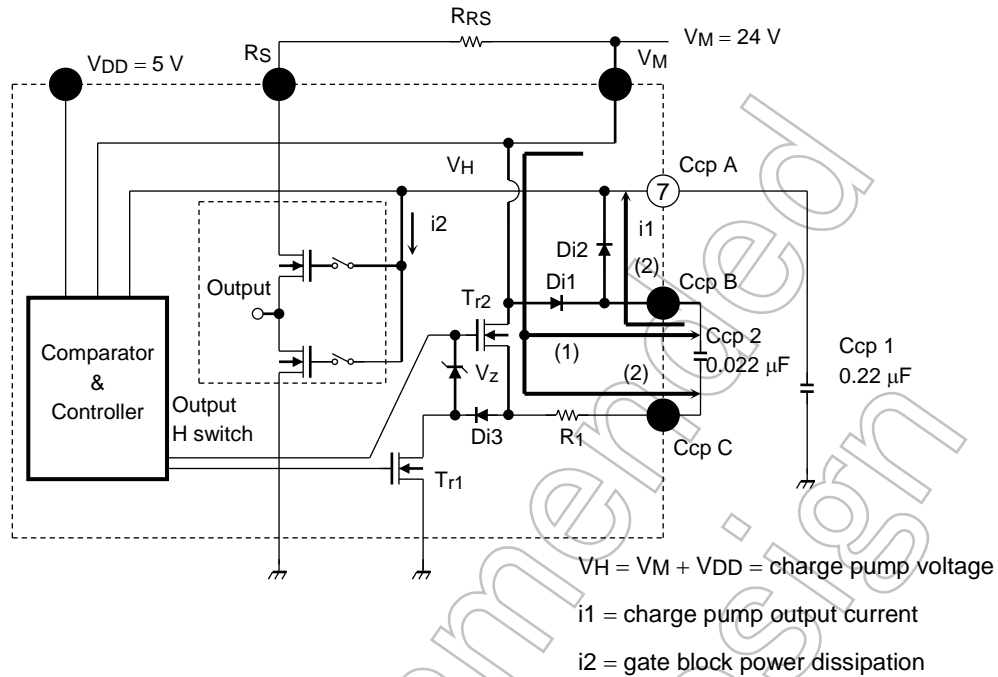 RRS
VM = 24 V
VDD = 5 V
RS
VM
VH
Ccp A
7
i2
i1
Di2
(2)
Di1
Ccp B
Output
Tr2
Comparator
&
Controller
(1)
Ccp 2
0.022 μF
Ccp 1
0.22 μF
VZ
(2)
Output
H switch
Di3
R1
Ccp C
Tr1
VH = VM + VDD = charge pump voltage
i1 = charge pump output current
i2 = gate block power dissipation